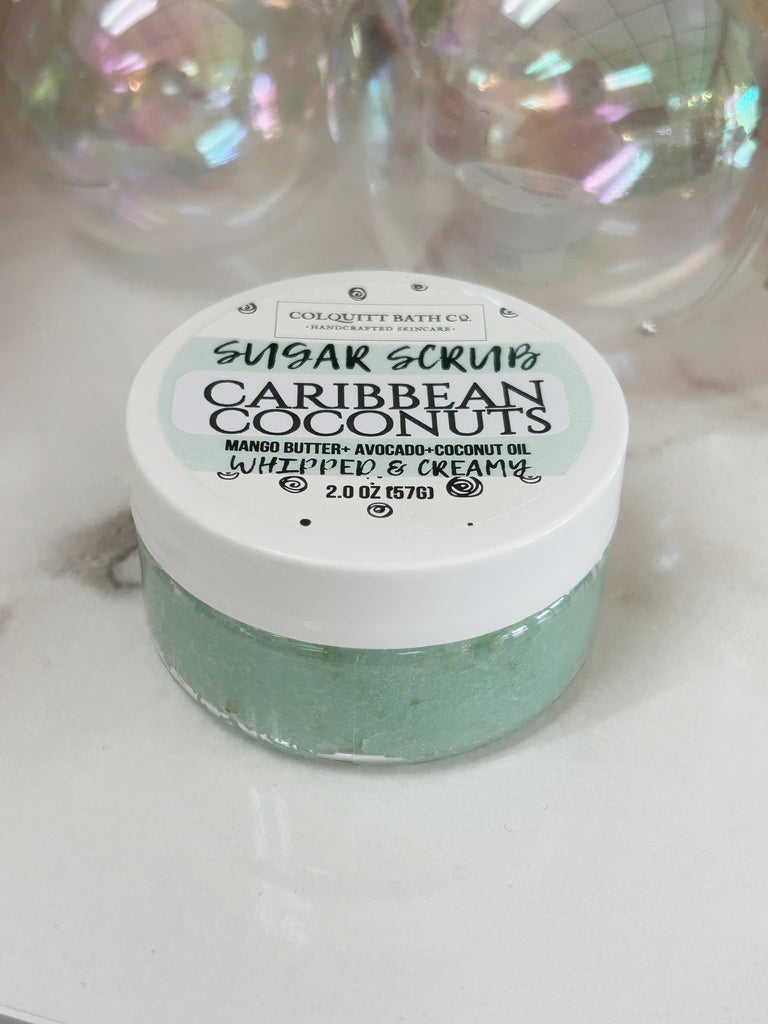 COLQUITT BATH CO.
·HANDCRAFTED SKINCARE·
SUGAR SCRUB
CARIBBEAN
COCONUTS
MANGO BUTTER+ AVOCADO+COCONUT OIL
WHIPPED & CREAMY
2.0 OZ (57G)